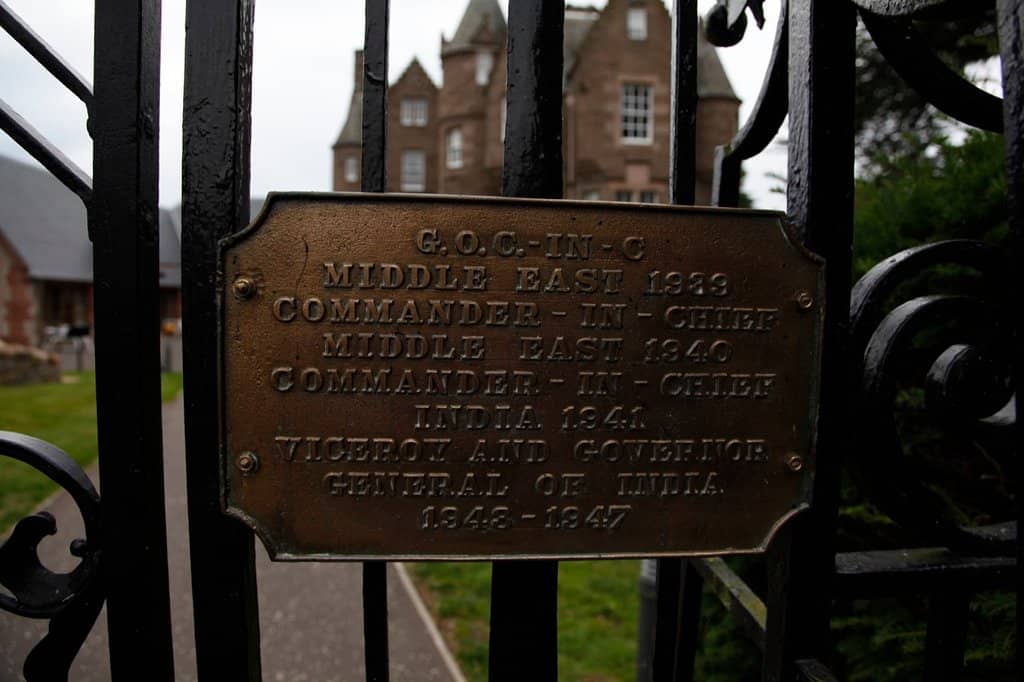 G.O.C.-IN-C
MIDDLE EAST 1939
COMMANDER-IN-CHIEF
MIDDLE EAST 1940
COMMANDER-IN-CHIEF
INDIA 1941
VICEROY AND GOVERNOR
GENERAL OF INDIA
1943-1947